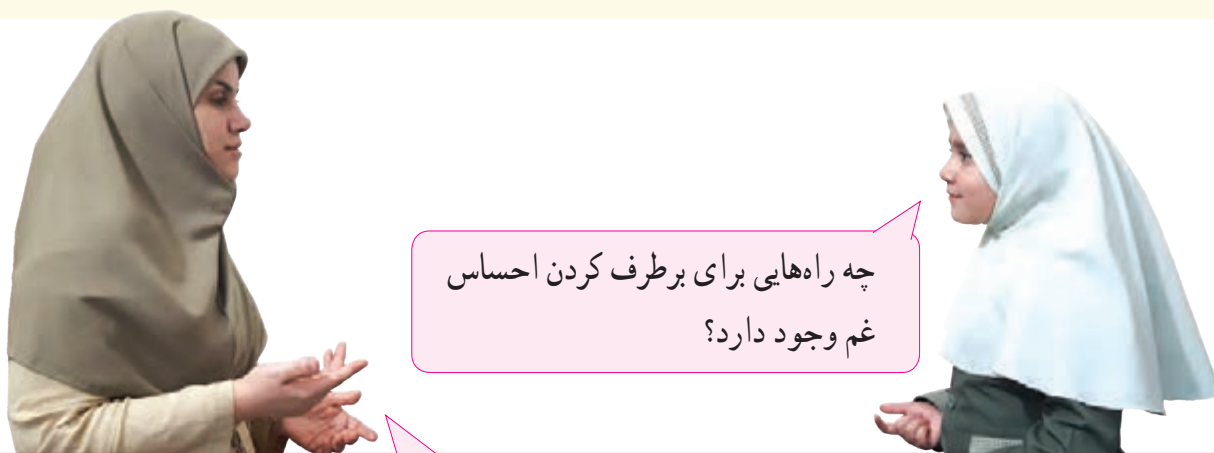 چه راه‌هایی برای برطرف کردن احساس
غم وجود دارد؟